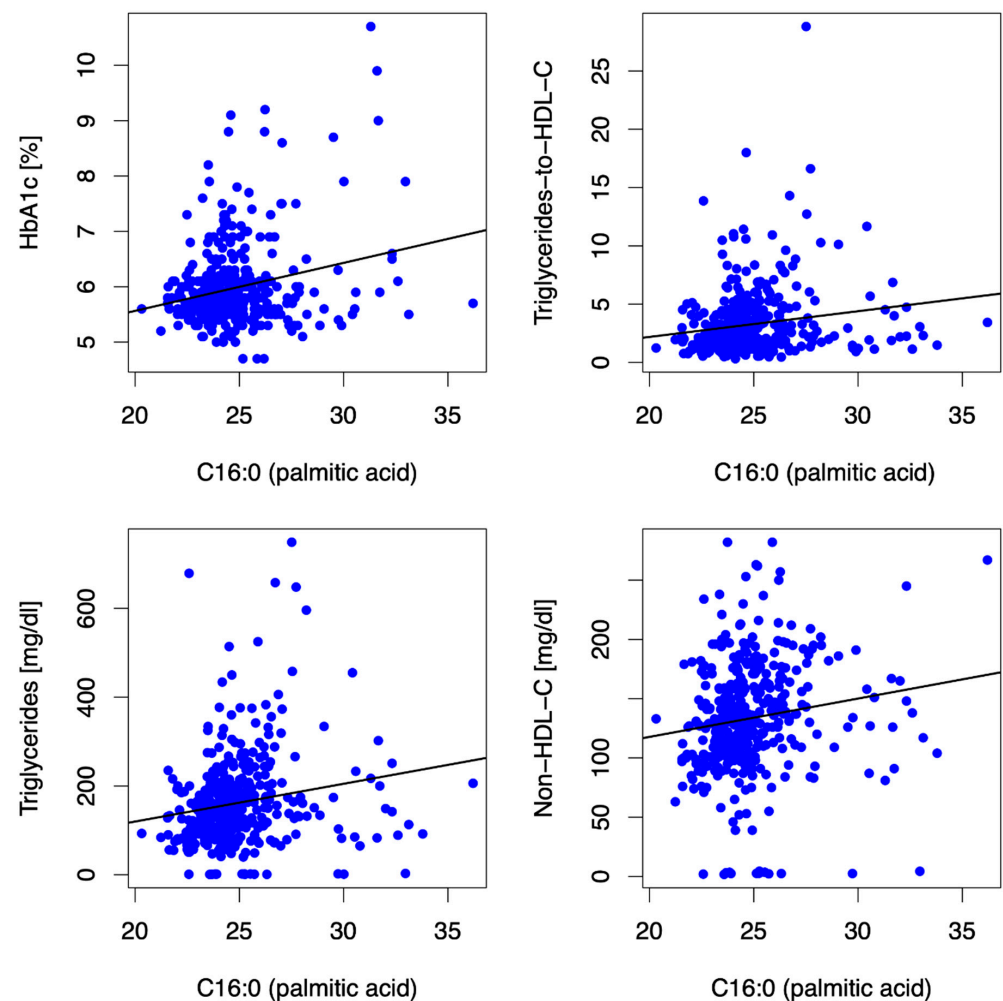 HbA1c [%]
10
9
8
7
6
5
20 25 30 35
C16:0 (palmitic acid)
Triglycerides−to−HDL−C
25
20
15
10
5
0
20 25 30 35
C16:0 (palmitic acid)
Triglycerides [mg/dl]
600
400
200
0
20 25 30 35
C16:0 (palmitic acid)
Non−HDL−C [mg/dl]
200
100
50
0
20 25 30 35
C16:0 (palmitic acid)